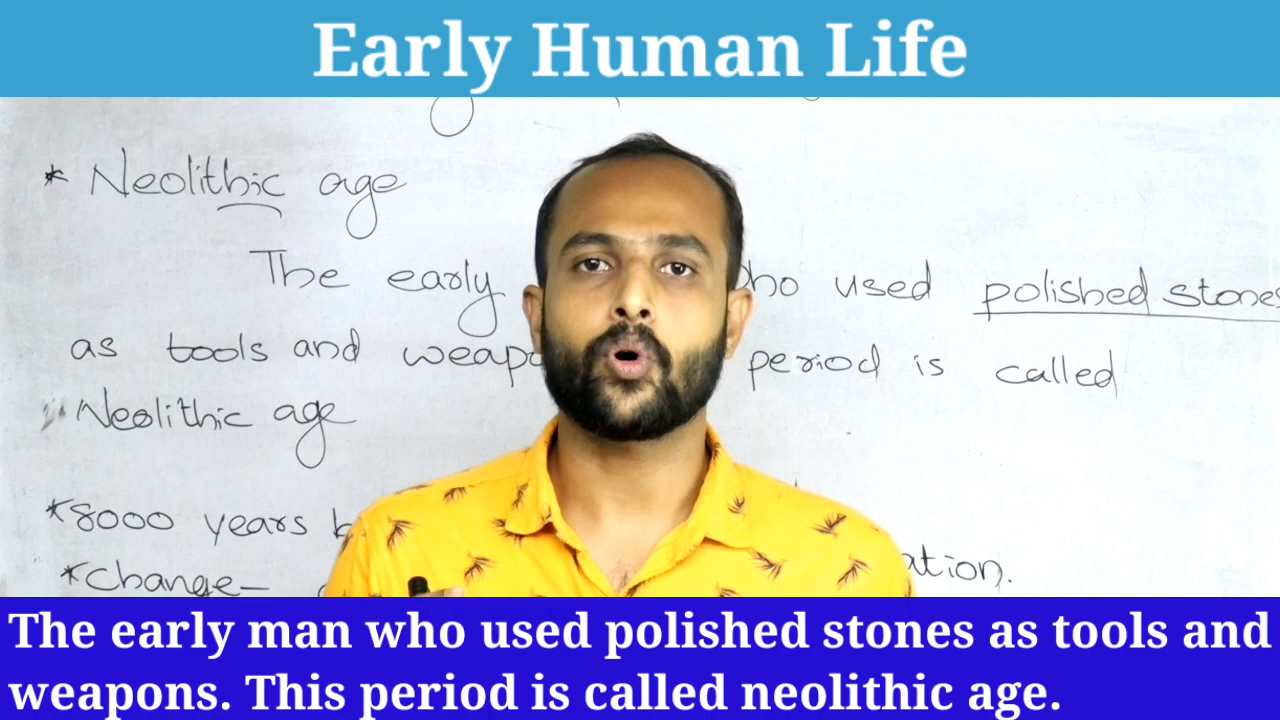 Early Human Life
* Neolithic age
The early who used polished stones
as tools and period is called
Neolithic age
*8000 years
*change-
The early man who used polished stones as tools and
weapons. This period is called neolithic age.